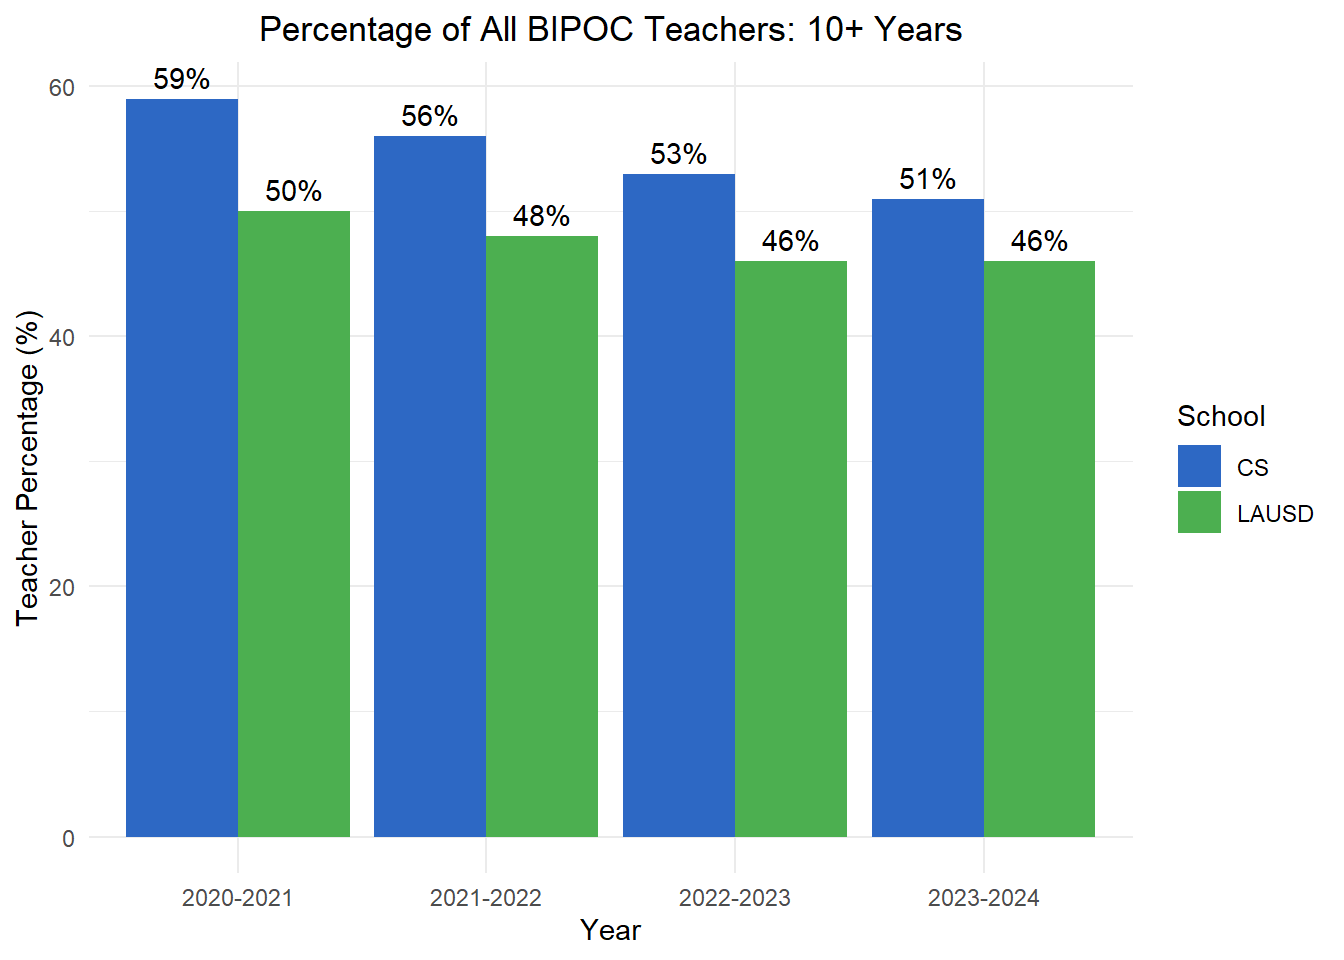 Percentage of All BIPOC Teachers: 10+ Years
60
40
20
0
Teacher Percentage (%)
59%
50%
56%
48%
53%
46%
51%
46%
2020-2021
2021-2022
2022-2023
2023-2024
Year
School
CS
LAUSD